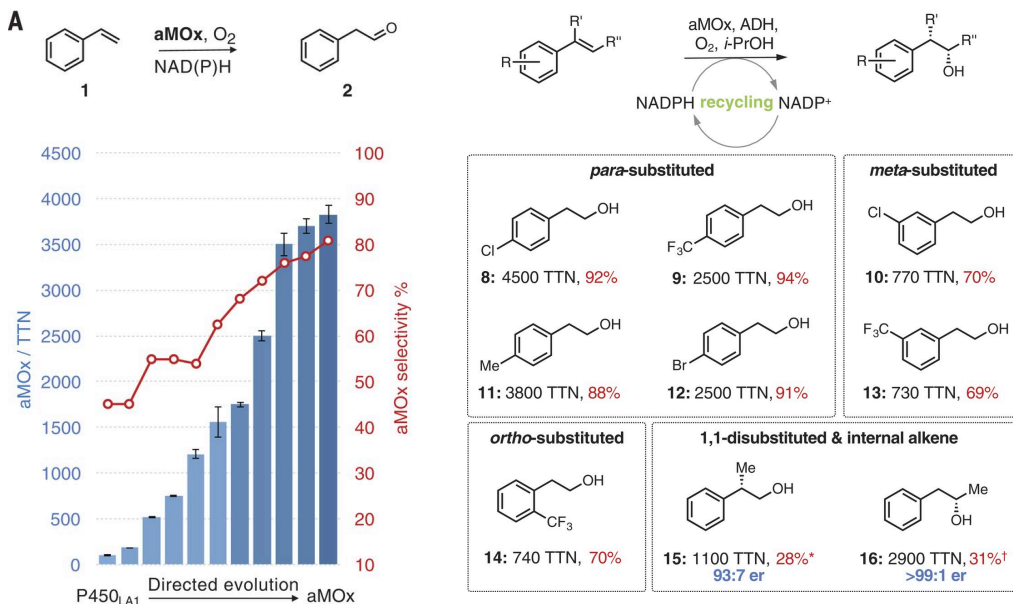 A
aMOx, O2
NAD(P)H
O
1
2
4500
4000
3500
3000
2500
2000
1500
1000
500
0
aMOx / TTN
100
90
80
70
60
50
40
30
20
10
aMOx selectivity %
P450LA1
Directed evolution
aMOx
R
R'
R"
aMOx, ADH,
O2, i-PrOH
NADPH recycling NADP+
R
R'
R"
OH
para-substituted
Cl
OH
8: 4500 TTN, 92%
F3C
OH
9: 2500 TTN, 94%
Me
OH
11: 3800 TTN, 88%
Br
OH
12: 2500 TTN, 91%
meta-substituted
Cl
OH
10: 770 TTN, 70%
F3C
OH
13: 730 TTN, 69%
ortho-substituted
OH
CF3
14: 740 TTN, 70%
1,1-disubstituted & internal alkene
Me
OH
15: 1100 TTN, 28%*
93:7 er
Me
OH
16: 2900 TTN, 31%†
>99:1 er